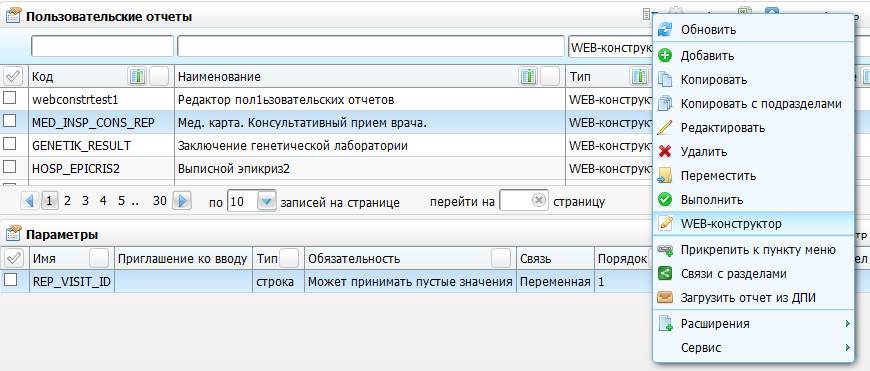 Пользовательские отчеты
WEB-конструк
Код Наименование Тип
webconstrtest1 Редактор пол1ьзовательских отчетов WEB-конструкт
MED_INSP_CONS_REP Мед. карта. Консультативный прием врача. WEB-конструкт
GENETIK_RESULT Заключение генетической лаборатории WEB-конструкт
HOSP_EPICRIS2 Выписной эпикриз2 WEB-конструкт
1 2 3 4 5 .. 30 по 10 записей на странице перейти на страницу
Параметры
Имя Приглашение ко вводу Тип Обязательность Связь Порядок
REP_VISIT_ID строка Может принимать пустые значения Переменная 1
Обновить
Добавить
Копировать
Копировать с подразделами
Редактировать
Удалить
Переместить
Выполнить
WEB-конструктор
Прикрепить к пункту меню
Связи с разделами
Загрузить отчет из ДПИ
Расширения
Сервис